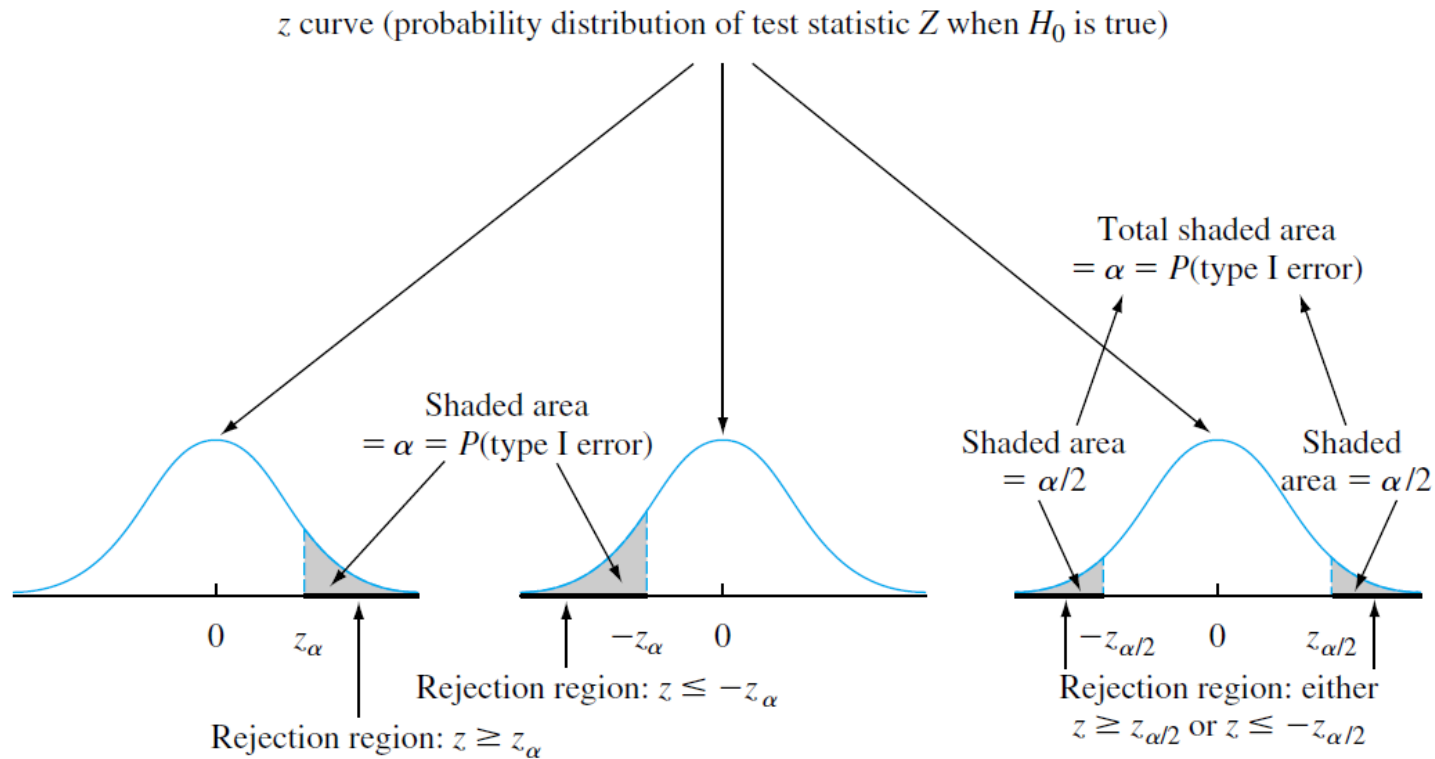 z curve (probability distribution of test statistic Z when H₀ is true)
Total shaded area
= α = P(type I error)
Shaded area
= α = P(type I error)
Shaded area
= α/2
Shaded
area = α/2
0
zα
−zα
0
−zα/2
0
zα/2
Rejection region: z ≤ −zα
Rejection region: either
z ≥ zα/2 or z ≤ −zα/2
Rejection region: z ≥ zα